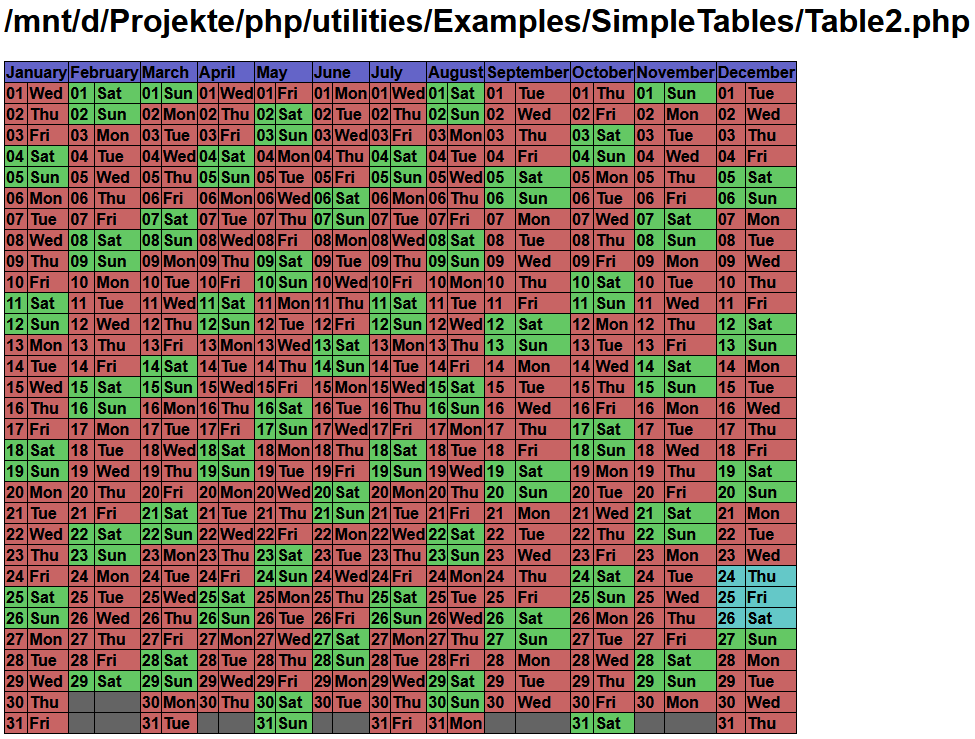 /mnt/d/Projekte/php/utilities/Examples/SimpleTables/Table2.php
January February March April May June July August September October November December
01 Wed 01 Sat 01 Sun 01 Wed 01 Fri 01 Mon 01 Wed 01 Sat 01 Tue 01 Thu 01 Sun 01 Tue
02 Thu 02 Sun 02 Mon 02 Thu 02 Sat 02 Tue 02 Thu 02 Sun 02 Wed 02 Fri 02 Mon 02 Wed
03 Fri 03 Mon 03 Tue 03 Fri 03 Sun 03 Wed 03 Fri 03 Mon 03 Thu 03 Sat 03 Tue 03 Thu
04 Sat 04 Tue 04 Wed 04 Sat 04 Mon 04 Thu 04 Sat 04 Tue 04 Fri 04 Sun 04 Wed 04 Fri
05 Sun 05 Wed 05 Thu 05 Sun 05 Tue 05 Fri 05 Sun 05 Wed 05 Sat 05 Mon 05 Thu 05 Sat
06 Mon 06 Thu 06 Fri 06 Mon 06 Wed 06 Sat 06 Mon 06 Thu 06 Sun 06 Tue 06 Fri 06 Sun
07 Tue 07 Fri 07 Sat 07 Tue 07 Thu 07 Sun 07 Tue 07 Fri 07 Mon 07 Wed 07 Sat 07 Mon
08 Wed 08 Sat 08 Sun 08 Wed 08 Fri 08 Mon 08 Wed 08 Sat 08 Tue 08 Thu 08 Sun 08 Tue
09 Thu 09 Sun 09 Mon 09 Thu 09 Sat 09 Tue 09 Thu 09 Sun 09 Wed 09 Fri 09 Mon 09 Wed
10 Fri 10 Mon 10 Tue 10 Fri 10 Sun 10 Wed 10 Fri 10 Mon 10 Thu 10 Sat 10 Tue 10 Thu
11 Sat 11 Tue 11 Wed 11 Sat 11 Mon 11 Thu 11 Sat 11 Tue 11 Fri 11 Sun 11 Wed 11 Fri
12 Sun 12 Wed 12 Thu 12 Sun 12 Tue 12 Fri 12 Sun 12 Wed 12 Sat 12 Mon 12 Thu 12 Sat
13 Mon 13 Thu 13 Fri 13 Mon 13 Wed 13 Sat 13 Mon 13 Thu 13 Sun 13 Tue 13 Fri 13 Sun
14 Tue 14 Fri 14 Sat 14 Tue 14 Thu 14 Sun 14 Tue 14 Fri 14 Mon 14 Wed 14 Sat 14 Mon
15 Wed 15 Sat 15 Sun 15 Wed 15 Fri 15 Mon 15 Wed 15 Sat 15 Tue 15 Thu 15 Sun 15 Tue
16 Thu 16 Sun 16 Mon 16 Thu 16 Sat 16 Tue 16 Thu 16 Sun 16 Wed 16 Fri 16 Mon 16 Wed
17 Fri 17 Mon 17 Tue 17 Fri 17 Sun 17 Wed 17 Fri 17 Mon 17 Thu 17 Sat 17 Tue 17 Thu
18 Sat 18 Tue 18 Wed 18 Sat 18 Mon 18 Thu 18 Sat 18 Tue 18 Fri 18 Sun 18 Wed 18 Fri
19 Sun 19 Wed 19 Thu 19 Sun 19 Tue 19 Fri 19 Sun 19 Wed 19 Sat 19 Mon 19 Thu 19 Sat
20 Mon 20 Thu 20 Fri 20 Mon 20 Wed 20 Sat 20 Mon 20 Thu 20 Sun 20 Tue 20 Fri 20 Sun
21 Tue 21 Fri 21 Sat 21 Tue 21 Thu 21 Sun 21 Tue 21 Fri 21 Mon 21 Wed 21 Sat 21 Mon
22 Wed 22 Sat 22 Sun 22 Wed 22 Fri 22 Mon 22 Wed 22 Sat 22 Tue 22 Thu 22 Sun 22 Tue
23 Thu 23 Sun 23 Mon 23 Thu 23 Sat 23 Tue 23 Thu 23 Sun 23 Wed 23 Fri 23 Mon 23 Wed
24 Fri 24 Mon 24 Tue 24 Fri 24 Sun 24 Wed 24 Fri 24 Mon 24 Thu 24 Sat 24 Tue 24 Thu
25 Sat 25 Tue 25 Wed 25 Sat 25 Mon 25 Thu 25 Sat 25 Tue 25 Fri 25 Sun 25 Wed 25 Fri
26 Sun 26 Wed 26 Thu 26 Sun 26 Tue 26 Fri 26 Sun 26 Wed 26 Sat 26 Mon 26 Thu 26 Sat
27 Mon 27 Thu 27 Fri 27 Mon 27 Wed 27 Sat 27 Mon 27 Thu 27 Sun 27 Tue 27 Fri 27 Sun
28 Tue 28 Fri 28 Sat 28 Tue 28 Thu 28 Sun 28 Tue 28 Fri 28 Mon 28 Wed 28 Sat 28 Mon
29 Wed 29 Sat 29 Sun 29 Wed 29 Fri 29 Mon 29 Wed 29 Sat 29 Tue 29 Thu 29 Sun 29 Tue
30 Thu 30 Mon 30 Thu 30 Sat 30 Tue 30 Thu 30 Sun 30 Wed 30 Fri 30 Mon 30 Wed
31 Fri 31 Tue 31 Sun 31 Fri 31 Mon 31 Sat 31 Thu